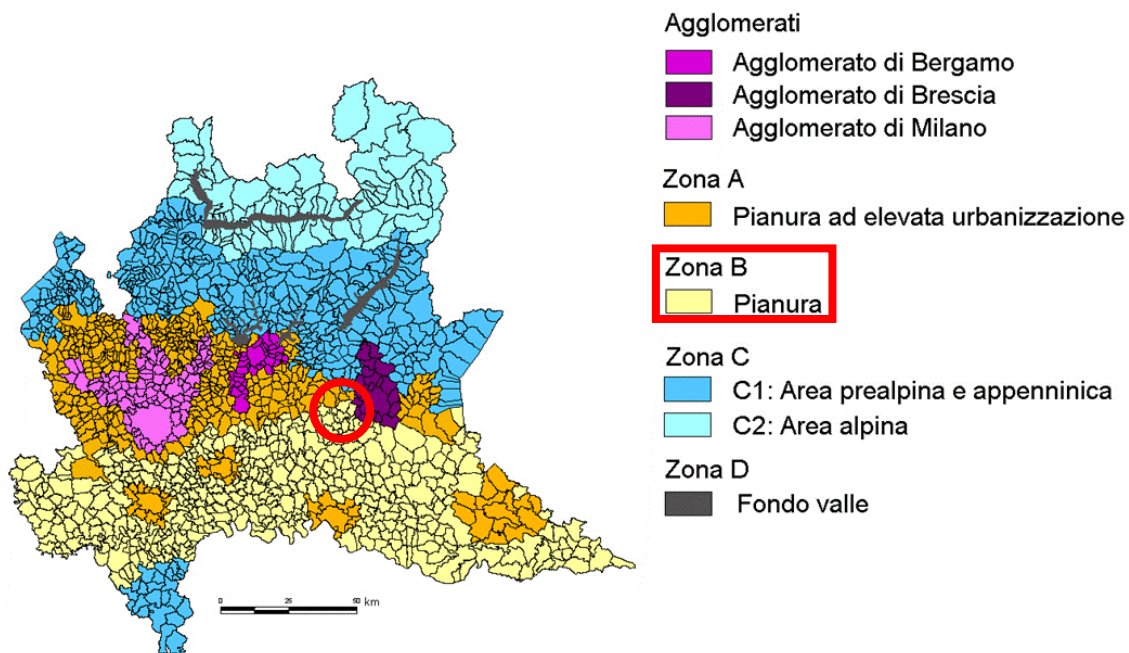 Agglomerati
Agglomerato di Bergamo
Agglomerato di Brescia
Agglomerato di Milano
Zona A
Pianura ad elevata urbanizzazione
Zona B
Pianura
Zona C
C1: Area prealpina e appenninica
C2: Area alpina
Zona D
Fondo valle
0 25 50 km